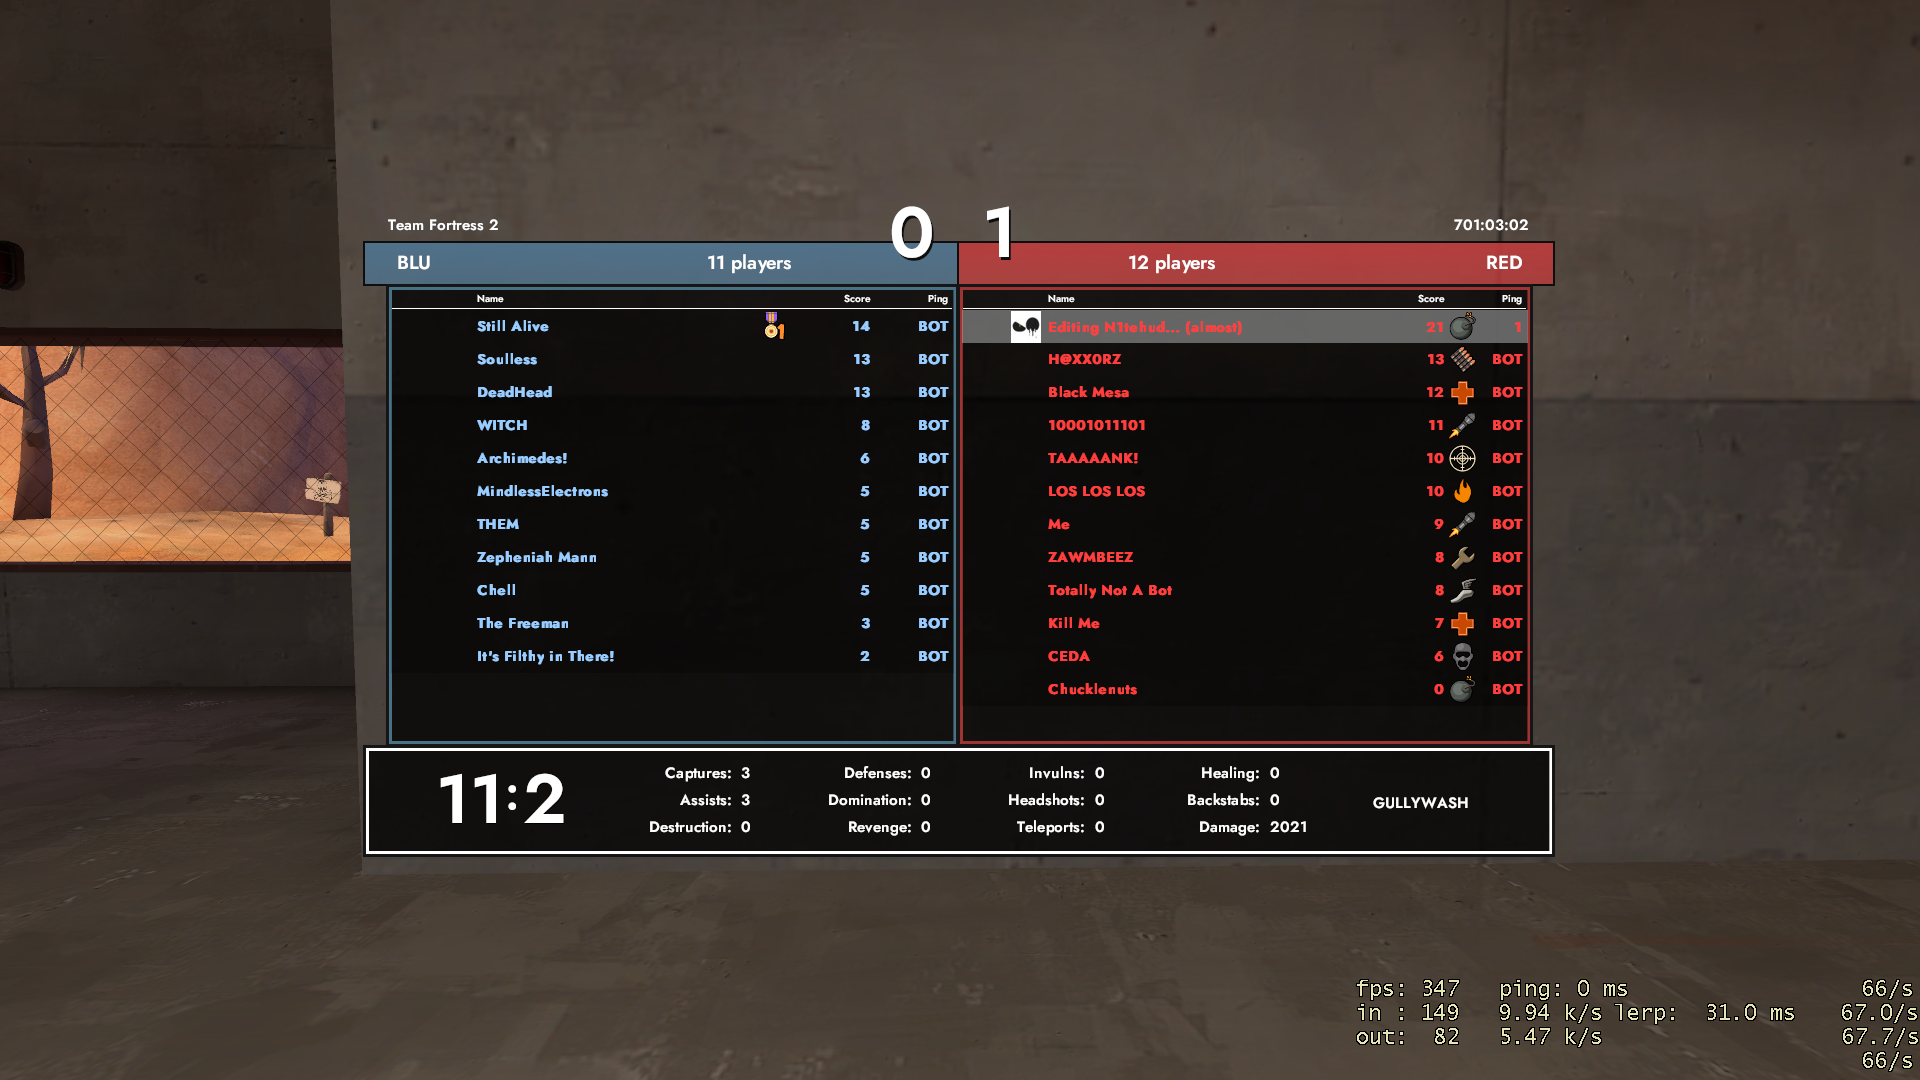 Team Fortress 2 0 1 701:03:02
BLU 11 players 12 players RED
Name Score Ping Name Score Ping
Still Alive 1 14 BOT Editing N1tehud... (almost) 21 1
Soulless 13 BOT H@XX0RZ 13 BOT
DeadHead 13 BOT Black Mesa 12 BOT
WITCH 8 BOT 10001011101 11 BOT
Archimedes! 6 BOT TAAAAANK! 10 BOT
MindlessElectrons 5 BOT LOS LOS LOS 10 BOT
THEM 5 BOT Me 9 BOT
Zepheniah Mann 5 BOT ZAWMBEEZ 8 BOT
Chell 5 BOT Totally Not A Bot 8 BOT
The Freeman 3 BOT Kill Me 7 BOT
It's Filthy in There! 2 BOT CEDA 6 BOT
Chucklenuts 0 BOT
11:2
Captures: 3 Defenses: 0 Invulns: 0 Healing: 0
Assists: 3 Domination: 0 Headshots: 0 Backstabs: 0
Destruction: 0 Revenge: 0 Teleports: 0 Damage: 2021
GULLYWASH
fps: 347 ping: 0 ms 66/s
in : 149 9.94 k/s lerp: 31.0 ms 67.0/s
out: 82 5.47 k/s 67.7/s
66/s